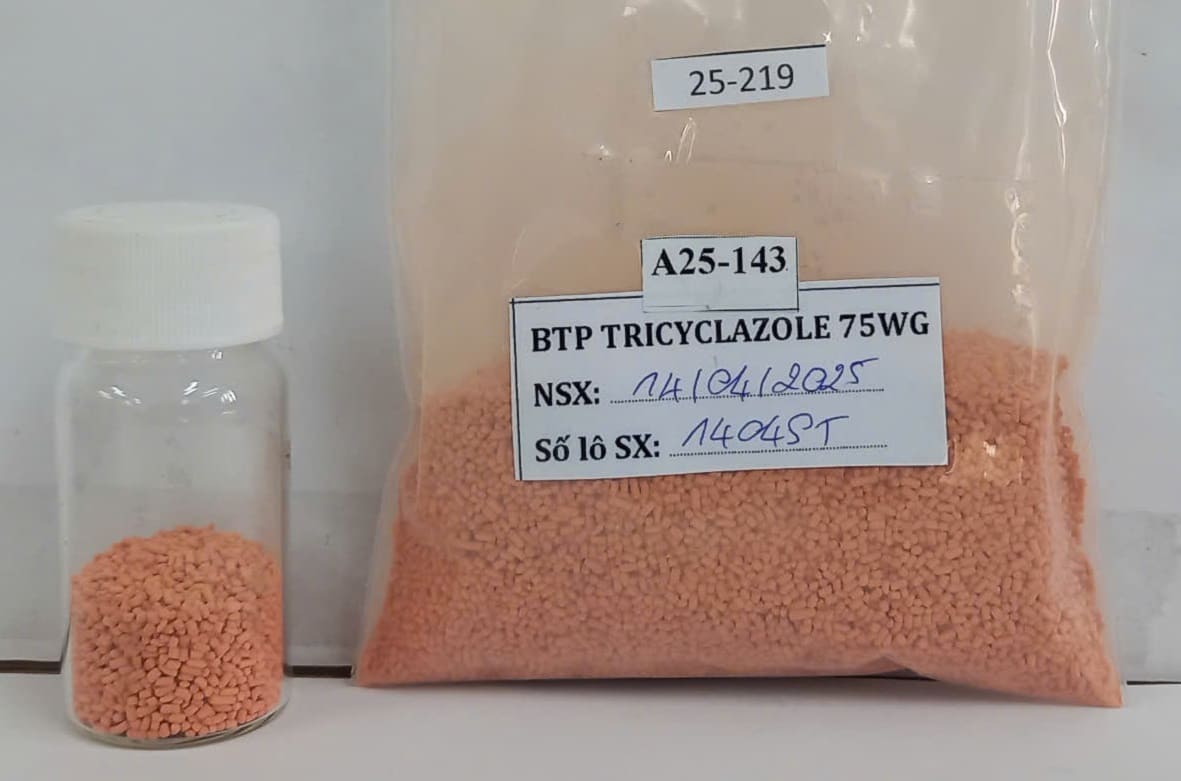 25-219
A25-143
BTP TRICYCLAZOLE 75WG
NSX: 14/04/2025
Số lô SX: 1404ST